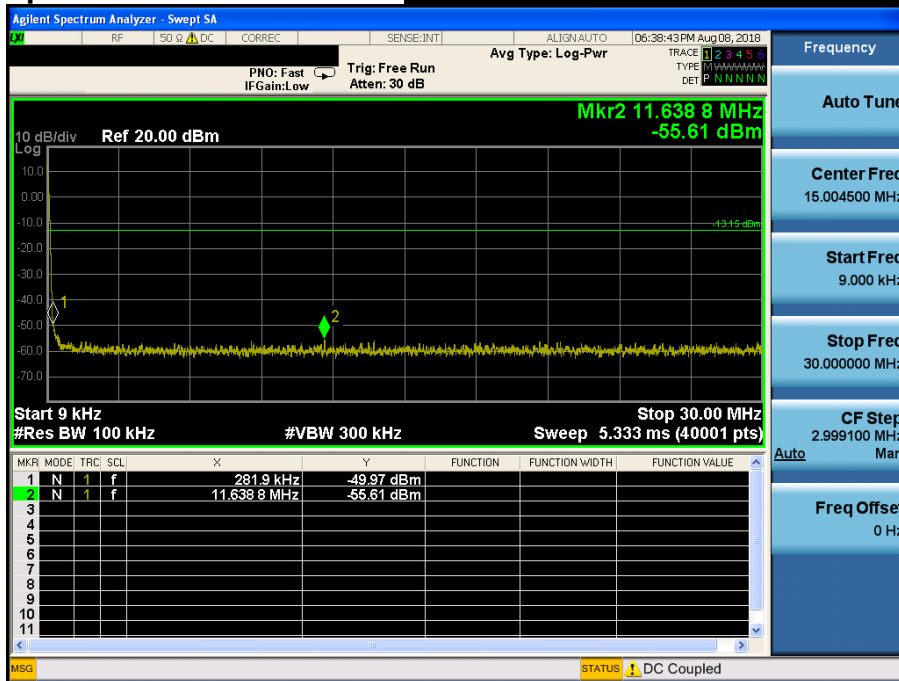 Agilent Spectrum Analyzer - Swept SA
LXI RF 50 Ω DC CORREC SENSE:INT ALIGN AUTO 06:38:43 PM Aug 08, 2018
Frequency
Avg Type: Log-Pwr
TRACE 1 2 3 4 5 6
PNO: Fast Trig: Free Run TYPE M WWWWW
IFGain:Low Atten: 30 dB DET P N N N N N
Auto Tune
Mkr2 11.638 8 MHz
10 dB/div Ref 20.00 dBm -55.61 dBm
Log
10.0
0.00
-10.0
-13.15 dBm
-20.0
-30.0
-40.0
1
-50.0
2
-60.0
-70.0
Start 9 kHz Stop 30.00 MHz
#Res BW 100 kHz #VBW 300 kHz Sweep 5.333 ms (40001 pts)
Center Freq
15.004500 MHz
Start Freq
9.000 kHz
Stop Freq
30.000000 MHz
CF Step
2.999100 MHz
Auto Man
Freq Offset
0 Hz
MKR MODE TRC SCL X Y FUNCTION FUNCTION WIDTH FUNCTION VALUE
1 N 1 f 281.9 kHz -49.97 dBm
2 N 1 f 11.638 8 MHz -55.61 dBm
3
4
5
6
7
8
9
10
11
MSG STATUS DC Coupled